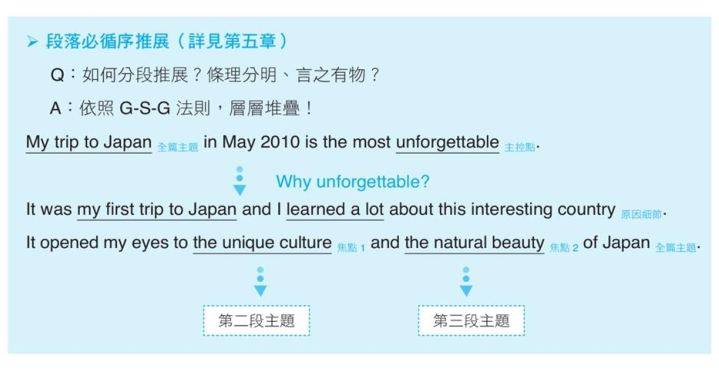 ➢ 段落必循序推展（詳見第五章）
Q：如何分段推展？條理分明、言之有物？
A：依照 G-S-G 法則，層層堆疊！
My trip to Japan 全篇主題 in May 2010 is the most unforgettable 主控點.
Why unforgettable?
It was my first trip to Japan and I learned a lot about this interesting country 原因細節.
It opened my eyes to the unique culture 焦點 1 and the natural beauty 焦點 2 of Japan 全篇主題.
第二段主題 第三段主題